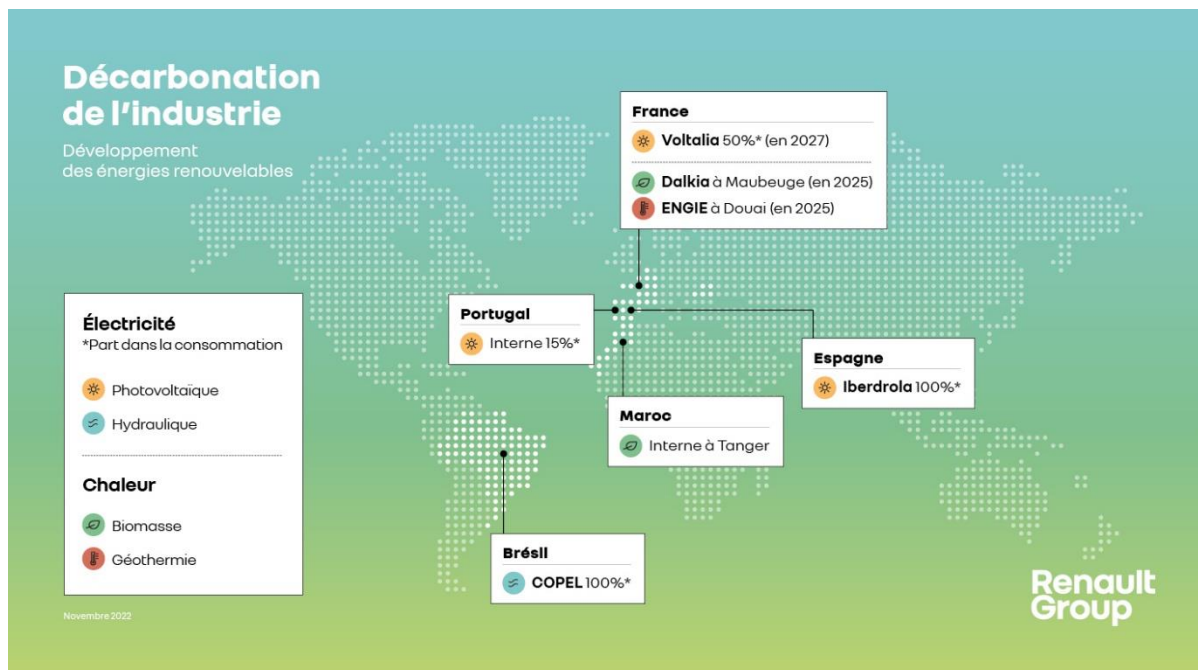 Décarbonation
de l'industrie
Développement
des énergies renouvelables
France
Voltalia 50%* (en 2027)
Dalkia à Maubeuge (en 2025)
ENGIE à Douai (en 2025)
Électricité
*Part dans la consommation
Photovoltaïque
Hydraulique
Chaleur
Biomasse
Géothermie
Portugal
Interne 15%*
Espagne
Iberdrola 100%*
Maroc
Interne à Tanger
Brésil
COPEL 100%*
Novembre 2022
Renault
Group